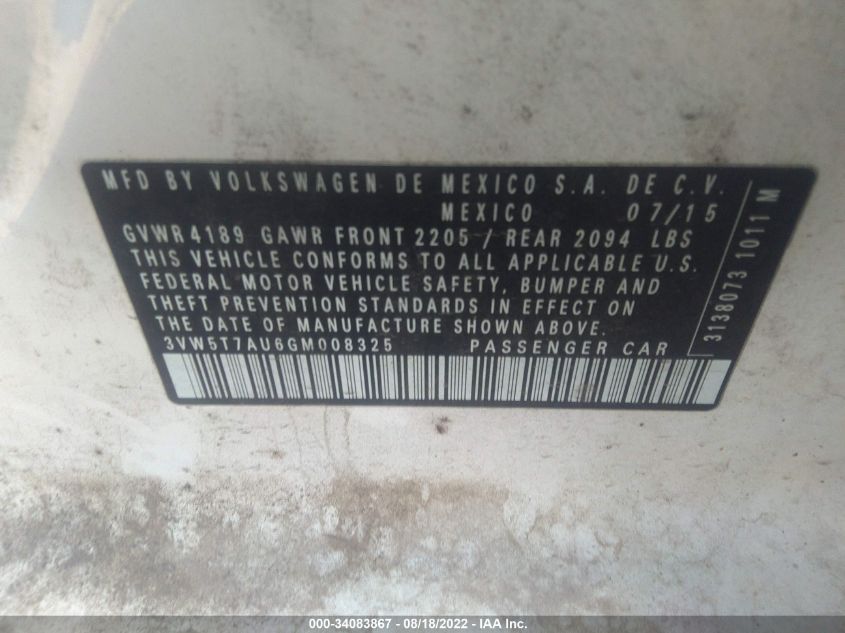 MFD BY VOLKSWAGEN DE MEXICO S.A. DE C.V.
MEXICO 07/15
GVWR 4189 GAWR FRONT 2205 / REAR 2094 LBS
THIS VEHICLE CONFORMS TO ALL APPLICABLE U.S.
FEDERAL MOTOR VEHICLE SAFETY, BUMPER AND
THEFT PREVENTION STANDARDS IN EFFECT ON
THE DATE OF MANUFACTURE SHOWN ABOVE.
3VW5T7AU6GM008325 PASSENGER CAR
3138073 1011 M
000-34083867 - 08/18/2022 - IAA Inc.